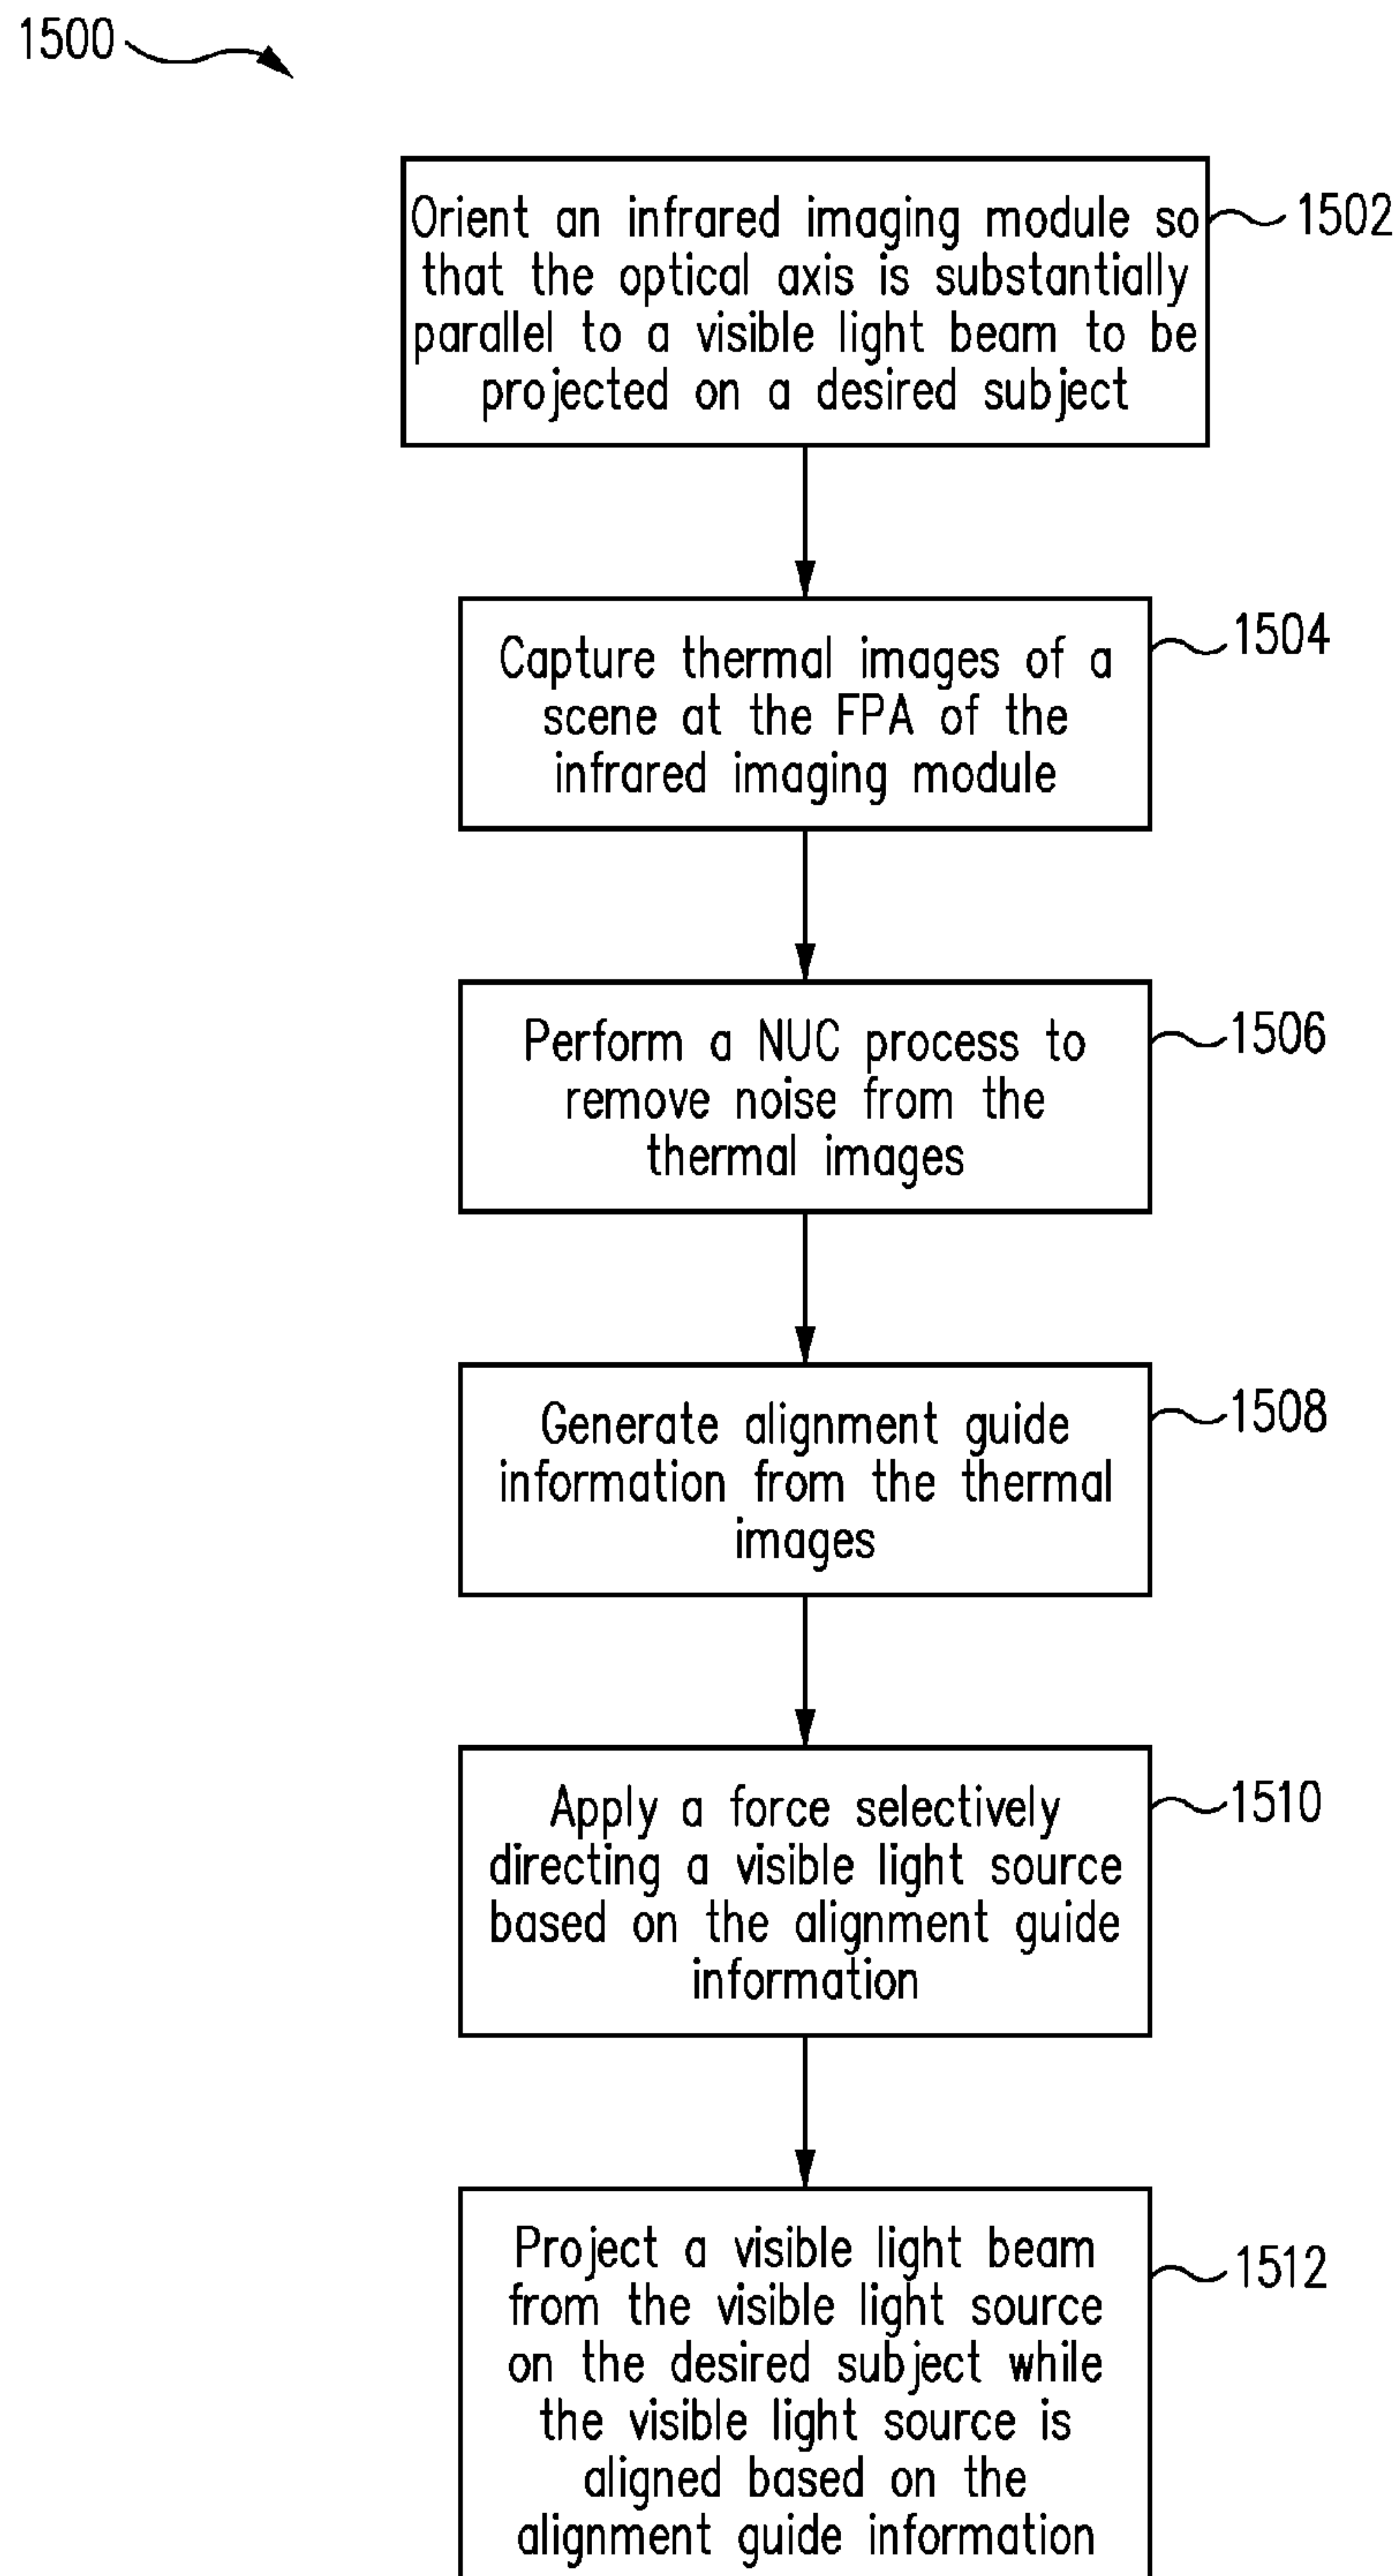 1500
Orient an infrared imaging module so
that the optical axis is substantially
parallel to a visible light beam to be
projected on a desired subject
1502
Capture thermal images of a
scene at the FPA of the
infrared imaging module
1504
Perform a NUC process to
remove noise from the
thermal images
1506
Generate alignment guide
information from the thermal
images
1508
Apply a force selectively
directing a visible light source
based on the alignment guide
information
1510
Project a visible light beam
from the visible light source
on the desired subject while
the visible light source is
aligned based on the
alignment guide information
1512